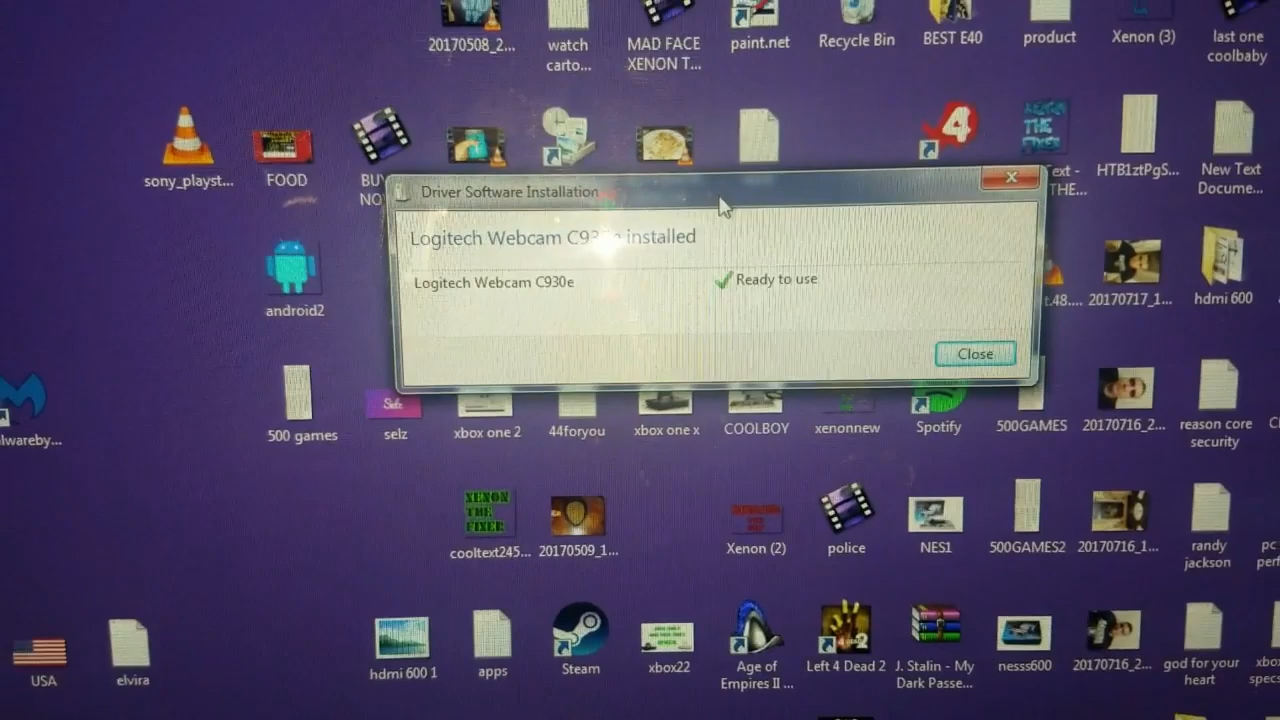 20170508_2...
watch
carto...
MAD FACE
XENON T...
paint.net
Recycle Bin
BEST E40
product
Xenon (3)
last one
coolbaby
sony_playst...
FOOD
4
HTB1ztPgS...
New Text
Docume...
Driver Software Installation
Logitech Webcam installed
Logitech Webcam C930e
Ready to use
Close
android2
20170717_1...
hdmi 600
500 games
Selz
selz
xbox one 2
44foryou
xbox one x
COOLBOY
xenonnew
Spotify
500GAMES
20170716_2...
reason core
security
XENON
THE
FIXER
cooltext245...
20170509_1...
Xenon (2)
police
NES1
500GAMES2
20170716_1...
randy
jackson
USA
elvira
hdmi 600 1
apps
Steam
xbox22
Age of
Empires II ...
Left 4 Dead 2
J. Stalin - My
Dark Passe...
nesss600
20170716_2...
god for your
heart